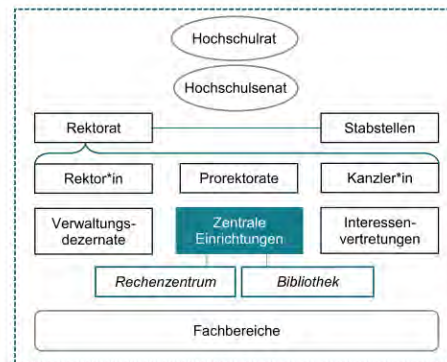 Hochschulrat
Hochschulsenat
Rektorat
Stabstellen
Rektor*in
Prorektorate
Kanzler*in
Verwaltungs-
dezernate
Zentrale
Einrichtungen
Interessen-
vertretungen
Rechenzentrum
Bibliothek
Fachbereiche